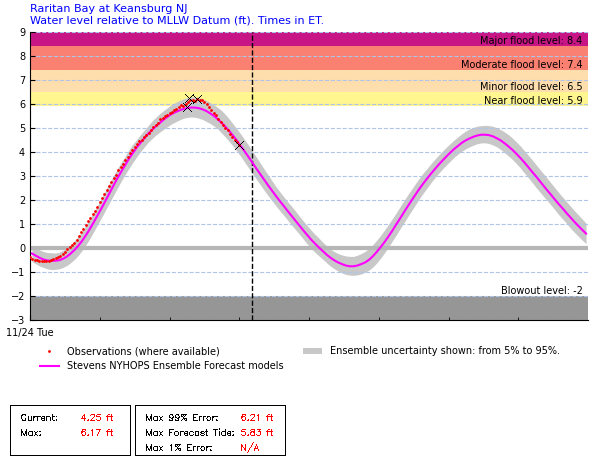 Raritan Bay at Keansburg NJ
Water level relative to MLLW Datum (ft). Times in ET.
9
8
7
6
5
4
3
2
1
0
−1
−2
−3
Major flood level: 8.4
Moderate flood level: 7.4
Minor flood level: 6.5
Near flood level: 5.9
Blowout level: -2
11/24 Tue
Observations (where available)
Stevens NYHOPS Ensemble Forecast models
Ensemble uncertainty shown: from 5% to 95%.
Current: 4.25 ft
Max: 6.17 ft
Max 99% Error: 6.21 ft
Max Forecast Tide: 5.83 ft
Max 1% Error: N/A